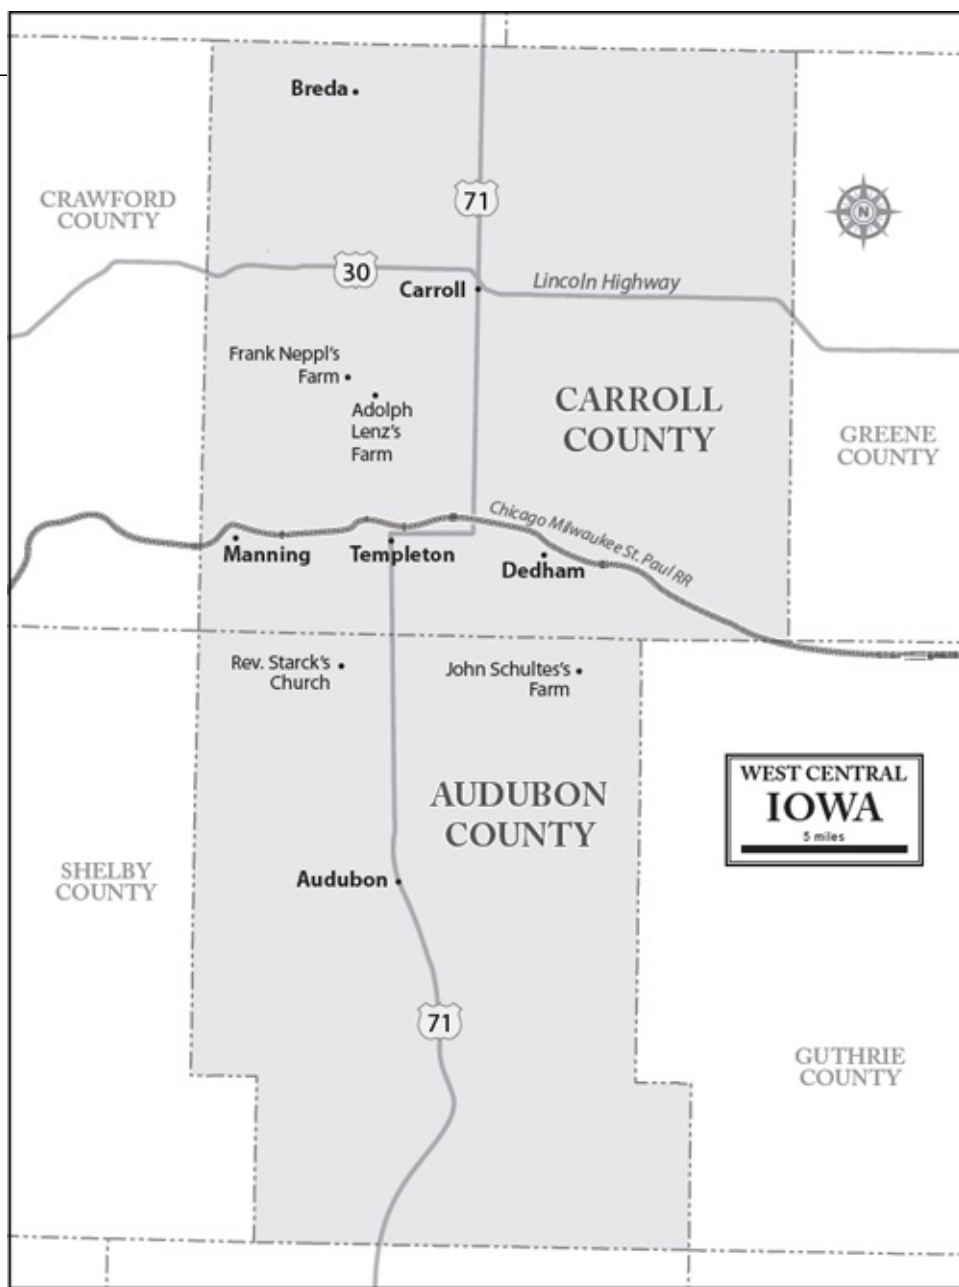 Breda
CRAWFORD
COUNTY
71
N
30
Carroll
Lincoln Highway
Frank Neppl's
Farm
Adolph
Lenz's
Farm
CARROLL
COUNTY
GREENE
COUNTY
Chicago Milwaukee St. Paul RR
Manning
Templeton
Dedham
Rev. Starck's
Church
John Schultes's
Farm
AUDUBON
COUNTY
WEST CENTRAL
IOWA
5 miles
SHELBY
COUNTY
Audubon
71
GUTHRIE
COUNTY